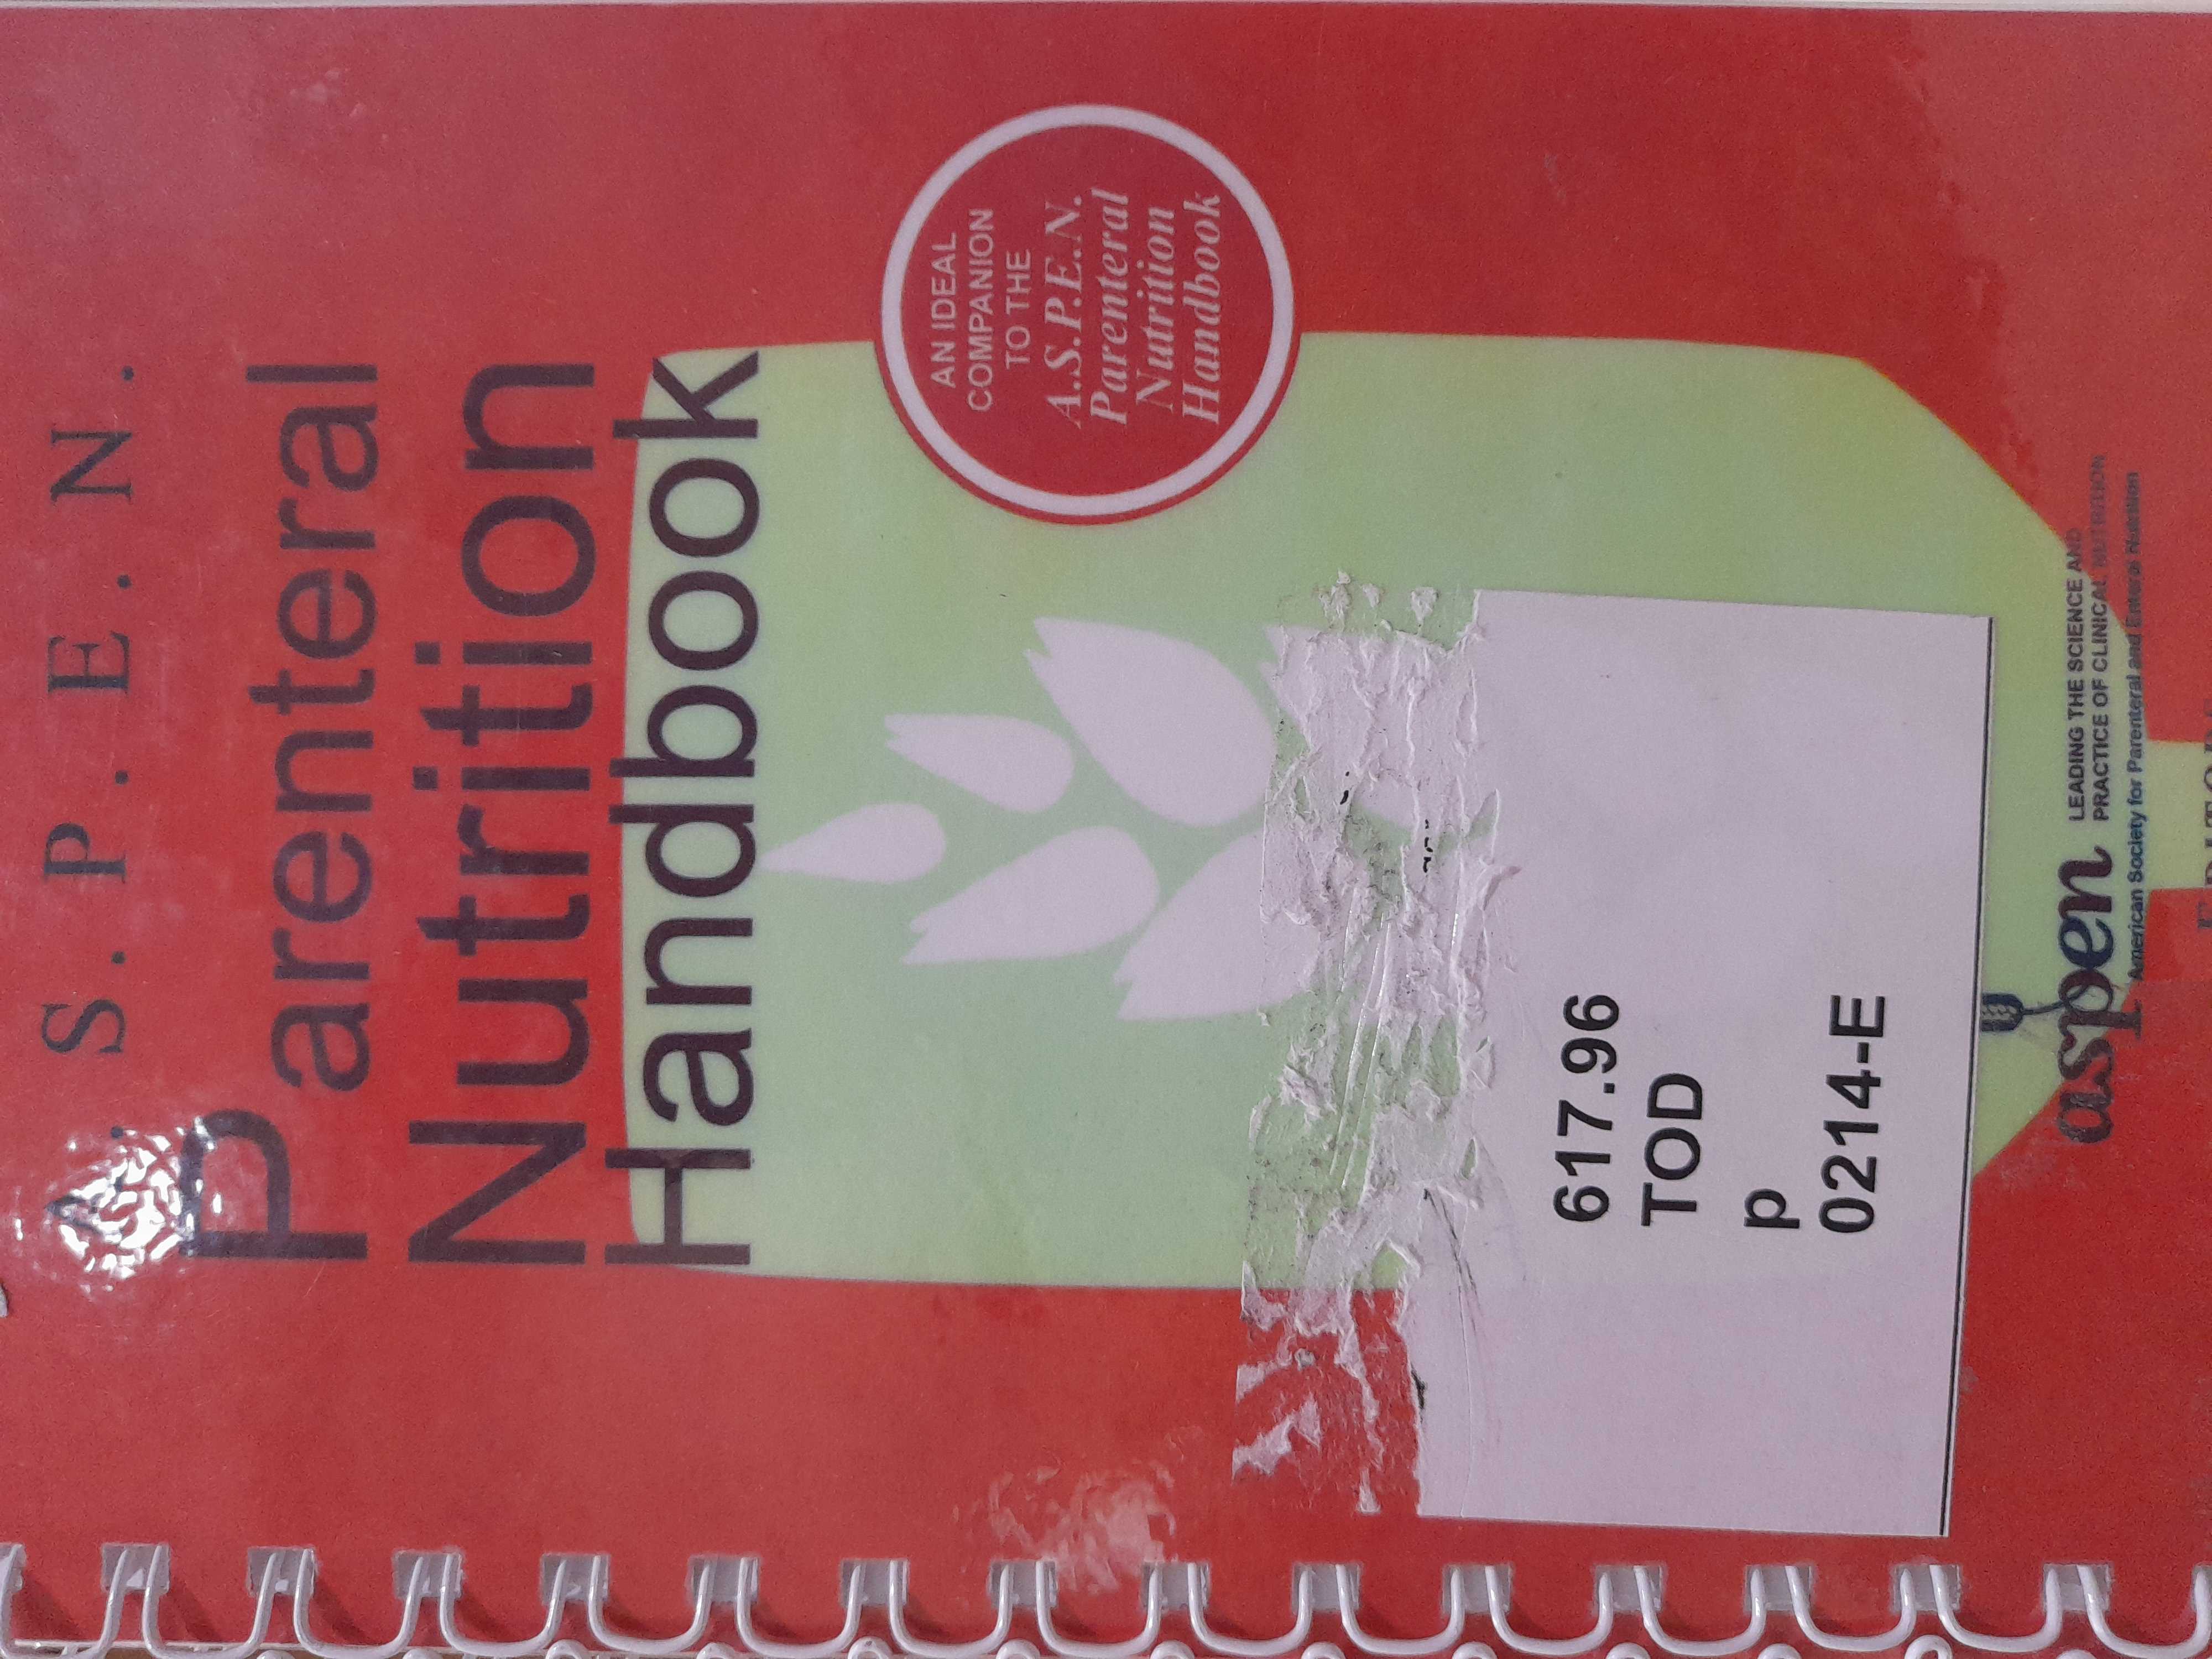 A. S. P. E. N.
Parenteral
Nutrition
Handbook
AN IDEAL
COMPANION
TO THE
A.S.P.E.N.
Parenteral
Nutrition
Handbook
617.96
TOD
p
0214-E
aspen
LEADING THE SCIENCE AND
PRACTICE OF CLINICAL NUTRITION
American Society for Parenteral and Enteral Nutrition